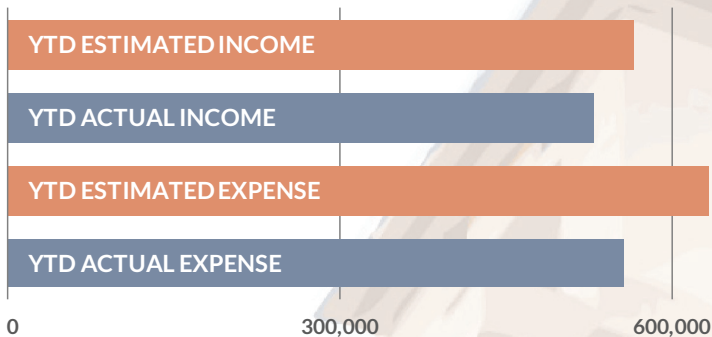 YTD ESTIMATED INCOME
YTD ACTUAL INCOME
YTD ESTIMATED EXPENSE
YTD ACTUAL EXPENSE
0 300,000 600,000